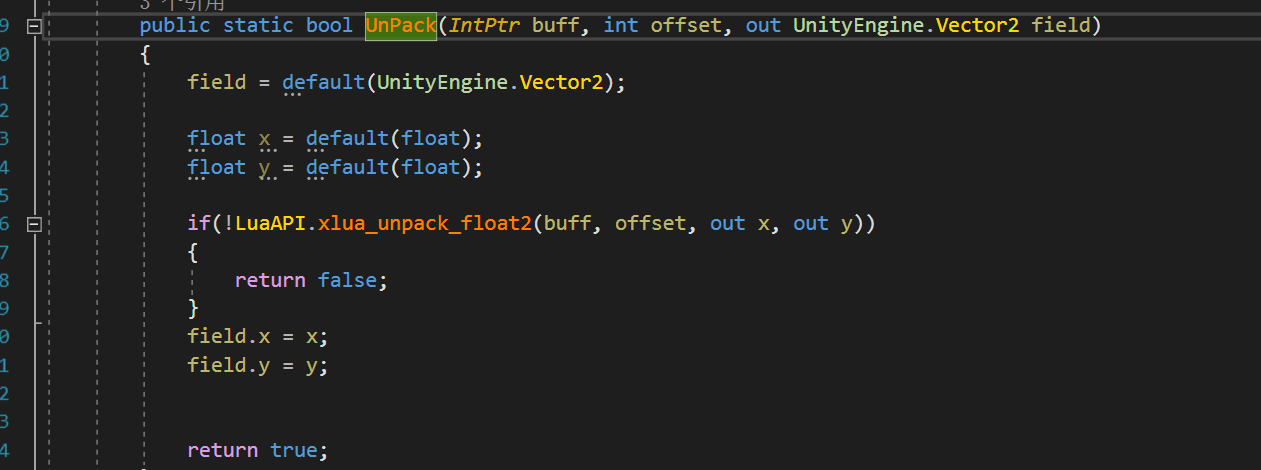 3 个引用
9 public static bool UnPack(IntPtr buff, int offset, out UnityEngine.Vector2 field)
0 {
1 field = default(UnityEngine.Vector2);
2
3 float x = default(float);
4 float y = default(float);
5
6 if(!LuaAPI.xlua_unpack_float2(buff, offset, out x, out y))
7 {
8 return false;
9 }
0 field.x = x;
1 field.y = y;
2
3
4 return true;